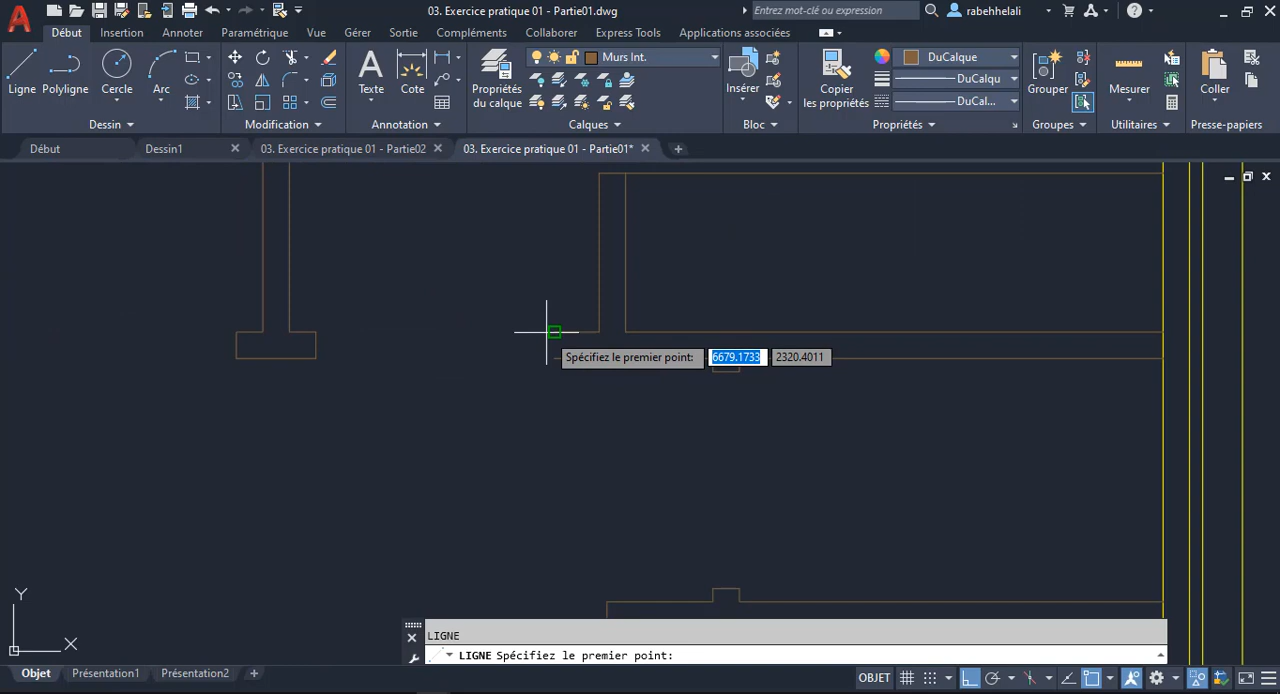 03. Exercice pratique 01 - Partie01.dwg
Entrez mot-clé ou expression
rabehhelali
Début Insertion Annoter Paramétrique Vue Gérer Sortie Compléments Collaborer Express Tools Applications associées
Ligne Polyligne Cercle Arc
Dessin
Modification
Texte Cote
Annotation
Propriétés
du calque
Murs Int.
Calques
Insérer
Bloc
Copier
les propriétés
DuCalque
DuCalqu
DuCal...
Propriétés
Grouper
Groupes
Mesurer
Utilitaires
Coller
Presse-papiers
Début Dessin1 03. Exercice pratique 01 - Partie02 03. Exercice pratique 01 - Partie01*
Spécifiez le premier point: 6679.1733 2320.4011
Y
X
LIGNE
LIGNE Spécifiez le premier point:
Objet Présentation1 Présentation2
OBJET